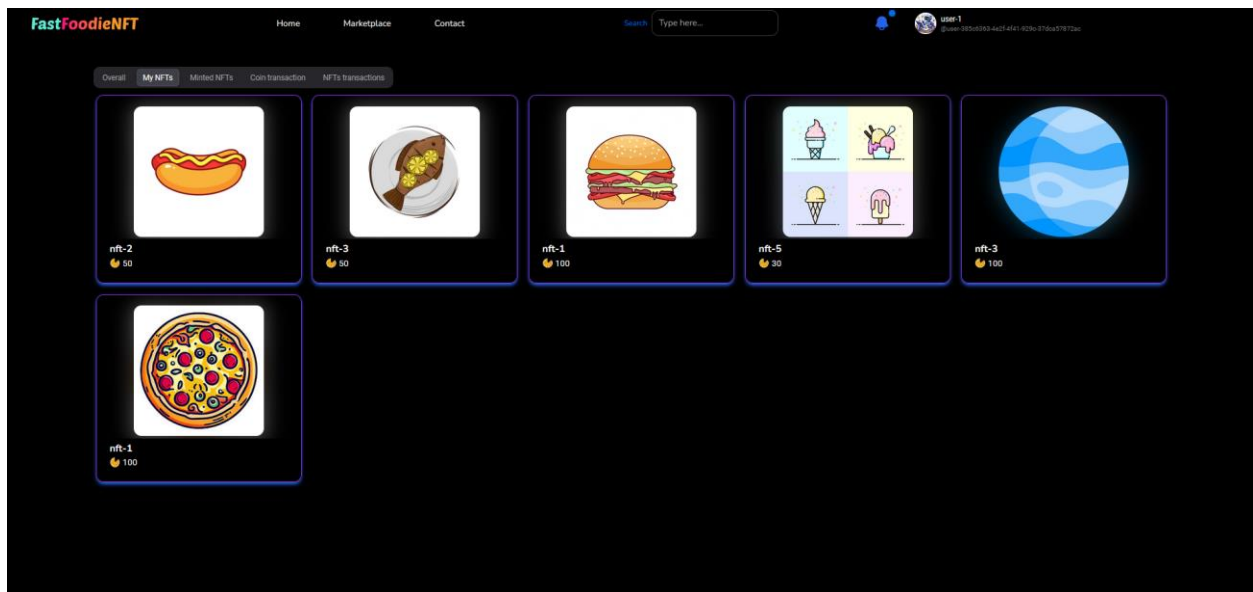 FastFoodieNFT Home Marketplace Contact Search Type here... user-1
Overall My NFTs Minted NFTs Coin transaction NFTs transactions
nft-2 nft-3 nft-1 nft-5 nft-3
50 50 100 30 100
nft-1
100